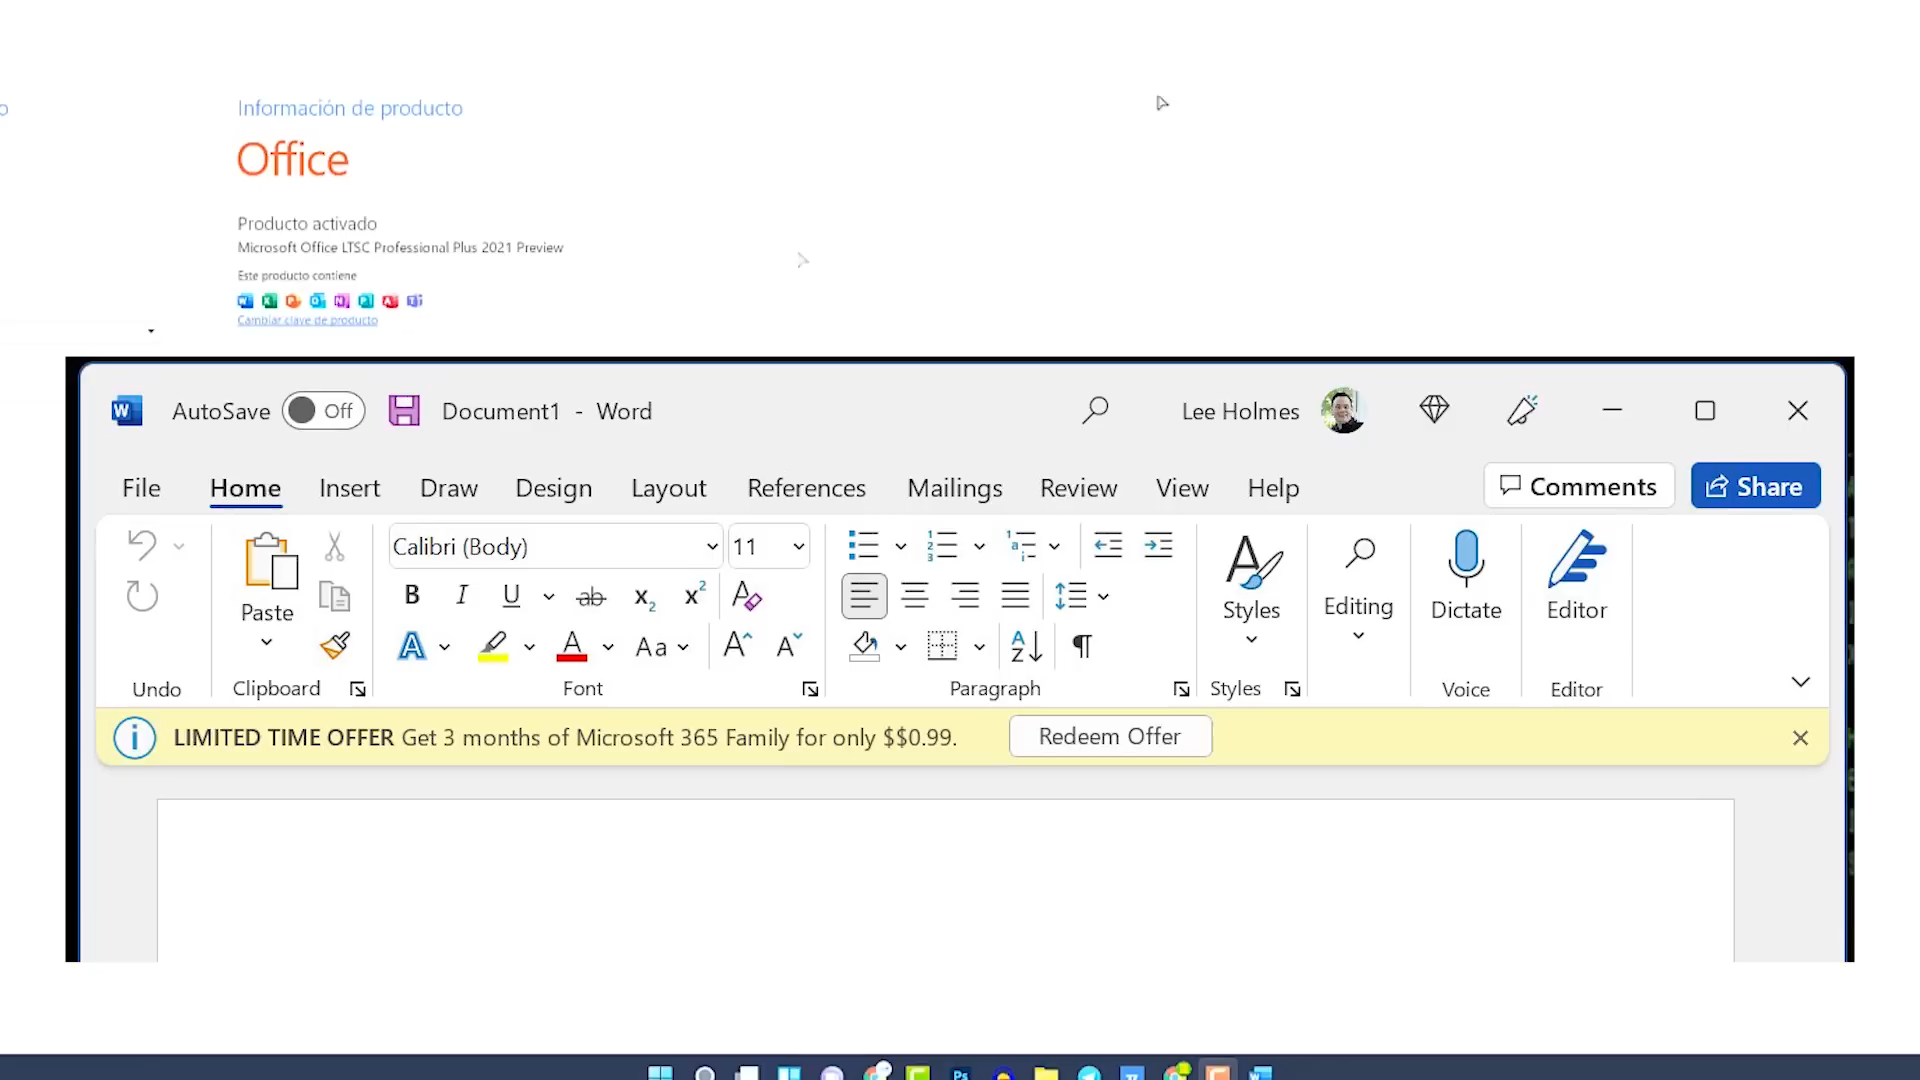 o
Información de producto
Office
Producto activado
Microsoft Office LTSC Professional Plus 2021 Preview
Este producto contiene
Cambiar clave de producto
AutoSave Off Document1 - Word Lee Holmes
File Home Insert Draw Design Layout References Mailings Review View Help Comments Share
Calibri (Body) 11
Paste
Styles Editing Dictate Editor
Undo Clipboard Font Paragraph Styles Voice Editor
LIMITED TIME OFFER Get 3 months of Microsoft 365 Family for only $$0.99. Redeem Offer